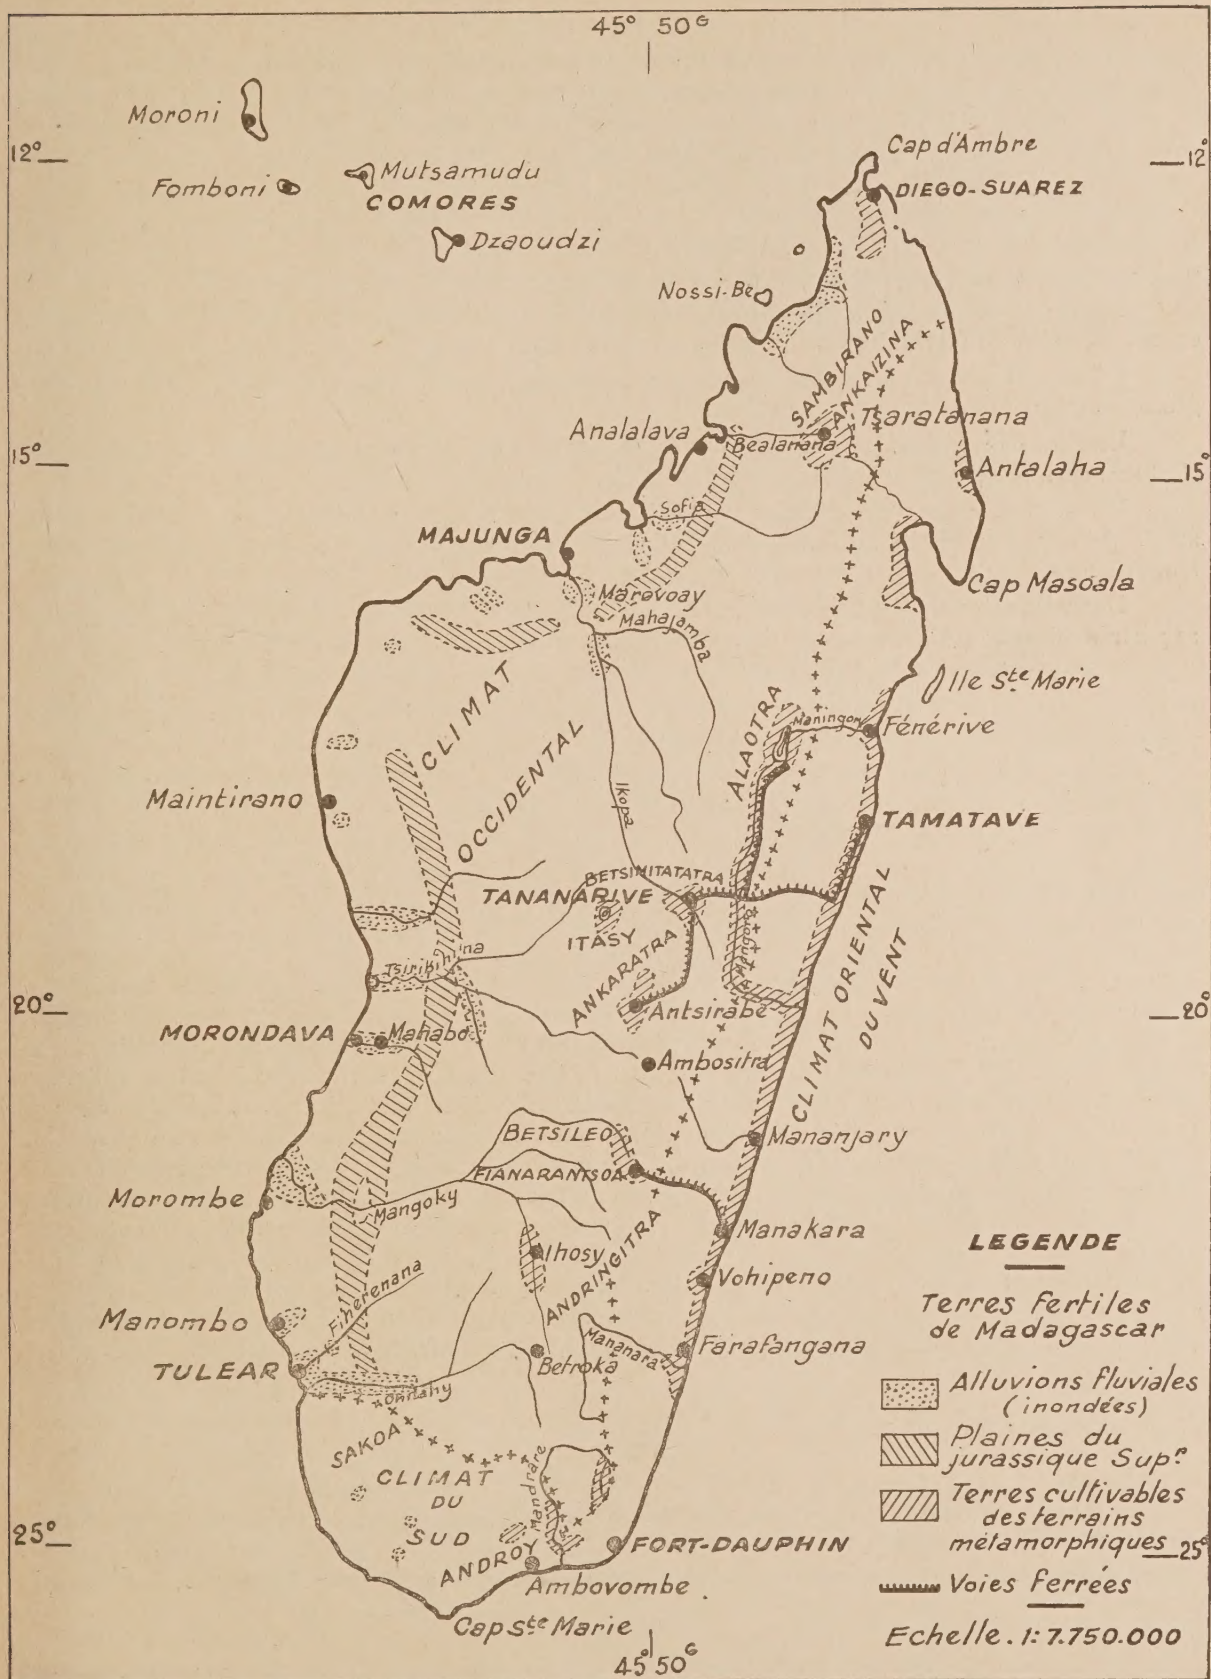 45° 50ᴳ
Moroni
12°
Cap d'Ambre
12°
Fomboni
Mutsamudu
COMORES
DIEGO-SUAREZ
Dzaoudzi
Nossi-Be
SAMBIRANO
ANKAIZINA
Tsaratanana
Analalava
Bealanana
15°
Antalaha
15°
Sofia
MAJUNGA
Maravoay
Cap Masoala
Mahajamba
Ile Sᵗᵉ Marie
CLIMAT
OCCIDENTAL
ALAOTRA
Maningory
Fénérive
Maintirano
Ikopa
TAMATAVE
BETSIMITATATRA
TANANARIVE
ITASY
ANKARATRA
Tsiribihina
CLIMAT ORIENTAL
DU VENT
20°
Antsirabe
20°
MORONDAVA
Mahabo
Ambositra
BETSILEO
Mananjary
FIANARANTSOA
Morombe
Mangoky
Manakara
Ihosy
ANDRINGITRA
Vohipeno
Fiherenana
Manombo
Mananara
Farafangana
TULEAR
Betroka
Onilahy
SAKOA
CLIMAT
DU
SUD
Mandrare
25°
ANDROY
FORT-DAUPHIN
Ambovombe
Cap Sᵗᵉ Marie
45° 50ᴳ
LEGENDE
Terres fertiles
de Madagascar
Alluvions fluviales
(inondées)
Plaines du
jurassique Supʳ
Terres cultivables
des terrains
métamorphiques
25°
Voies ferrées
Echelle. 1: 7.750.000